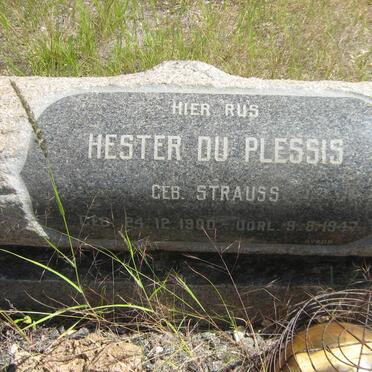 HIER RUS
HESTER DU PLESSIS
GEB. STRAUSS
GEB. 24.12.1900 - OORL. 9.8.1947